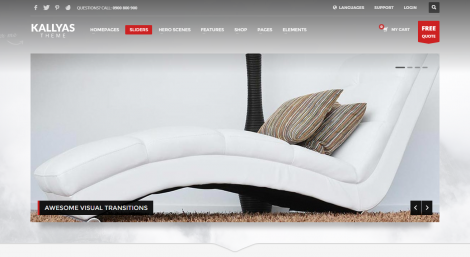 QUESTIONS? CALL: 0900 800 900
LANGUAGES SUPPORT LOGIN
KALLYAS
THEME
HOMEPAGES SLIDERS HERO SCENES FEATURES SHOP PAGES ELEMENTS
MY CART
FREE
QUOTE
AWESOME VISUAL TRANSITIONS